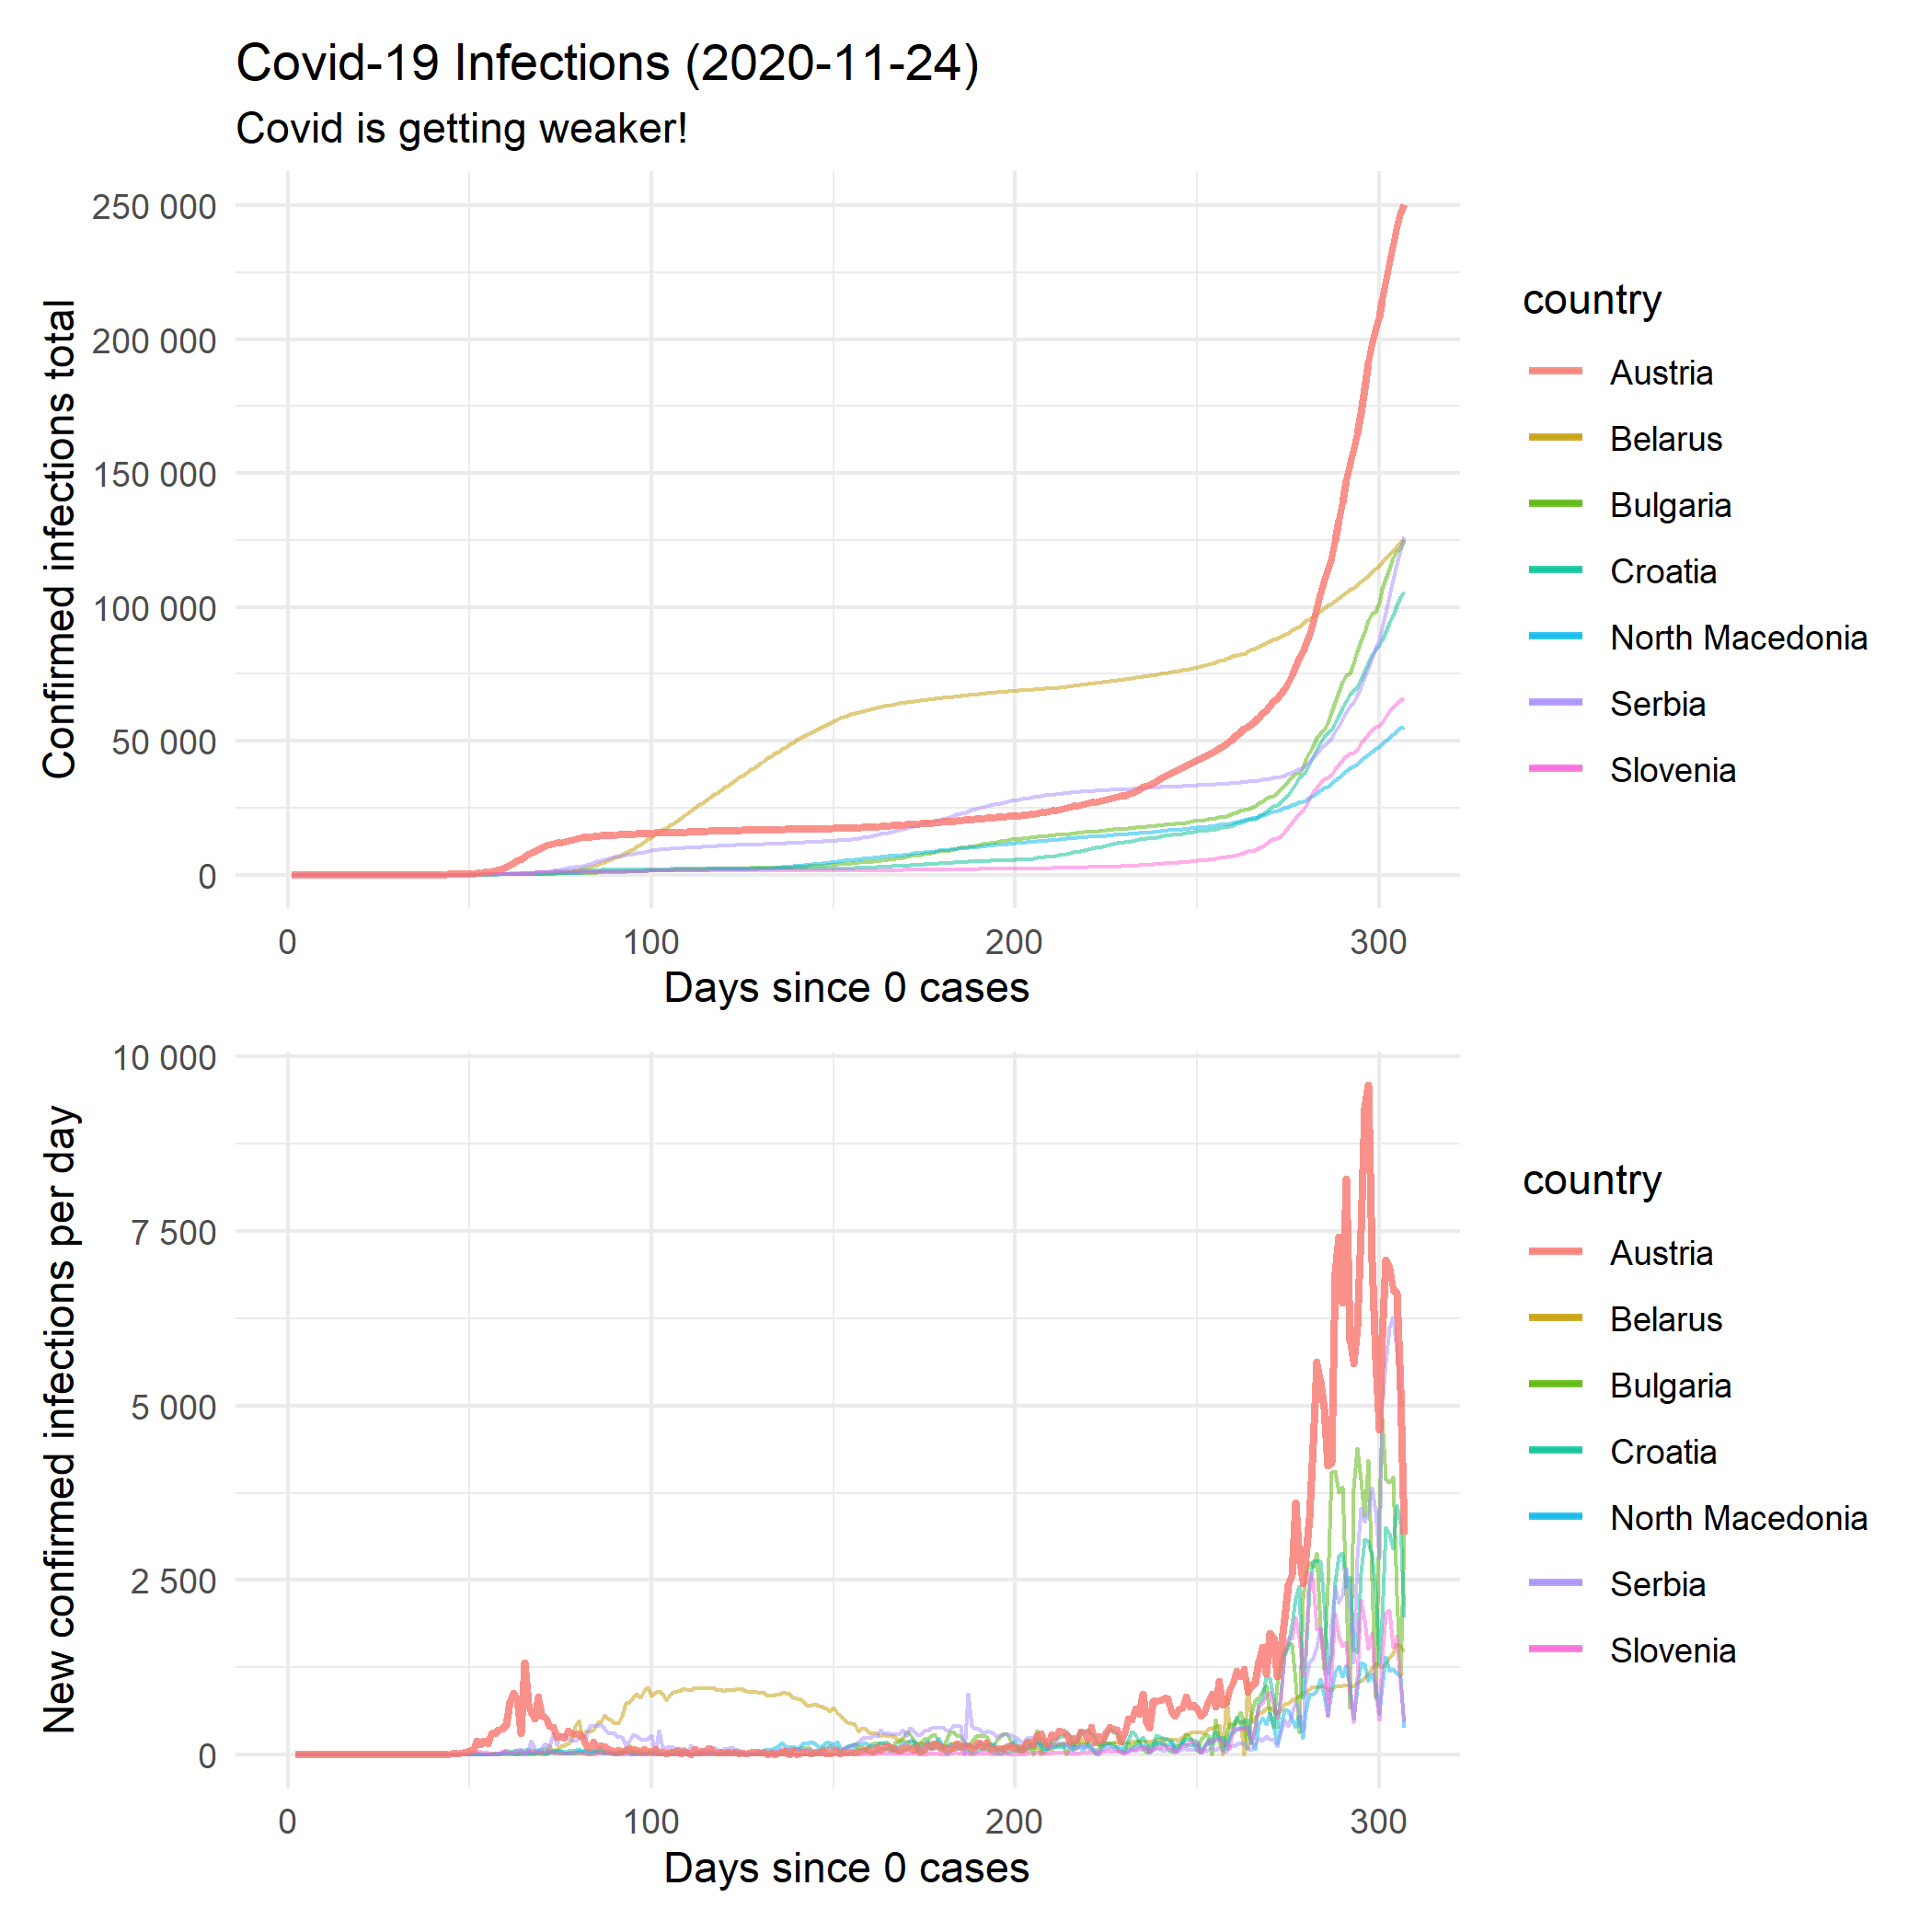 Covid-19 Infections (2020-11-24)
Covid is getting weaker!
Confirmed infections total
250 000
200 000
150 000
100 000
50 000
0
0 100 200 300
Days since 0 cases
country
Austria
Belarus
Bulgaria
Croatia
North Macedonia
Serbia
Slovenia
New confirmed infections per day
10 000
7 500
5 000
2 500
0
0 100 200 300
Days since 0 cases
country
Austria
Belarus
Bulgaria
Croatia
North Macedonia
Serbia
Slovenia